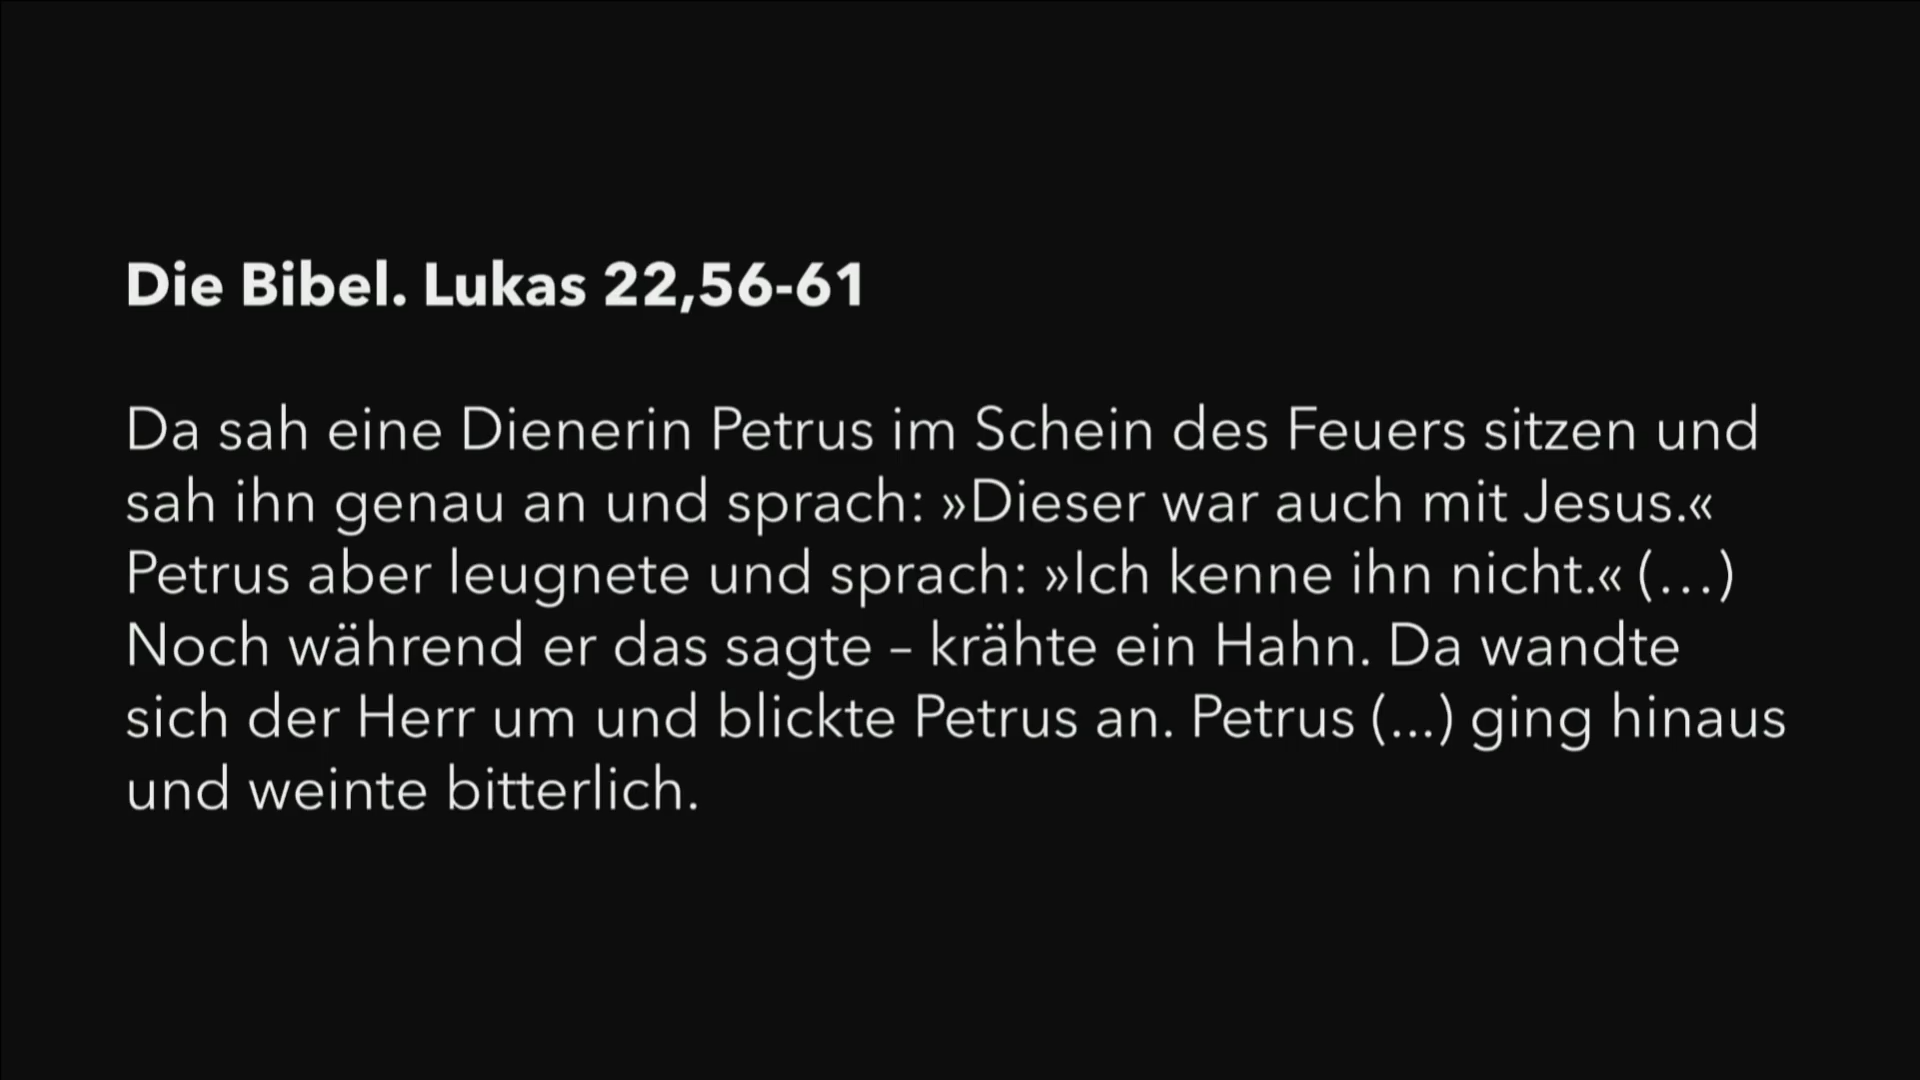 Die Bibel. Lukas 22,56-61
Da sah eine Dienerin Petrus im Schein des Feuers sitzen und
sah ihn genau an und sprach: »Dieser war auch mit Jesus.«
Petrus aber leugnete und sprach: »Ich kenne ihn nicht.« (…)
Noch während er das sagte – krähte ein Hahn. Da wandte
sich der Herr um und blickte Petrus an. Petrus (...) ging hinaus
und weinte bitterlich.